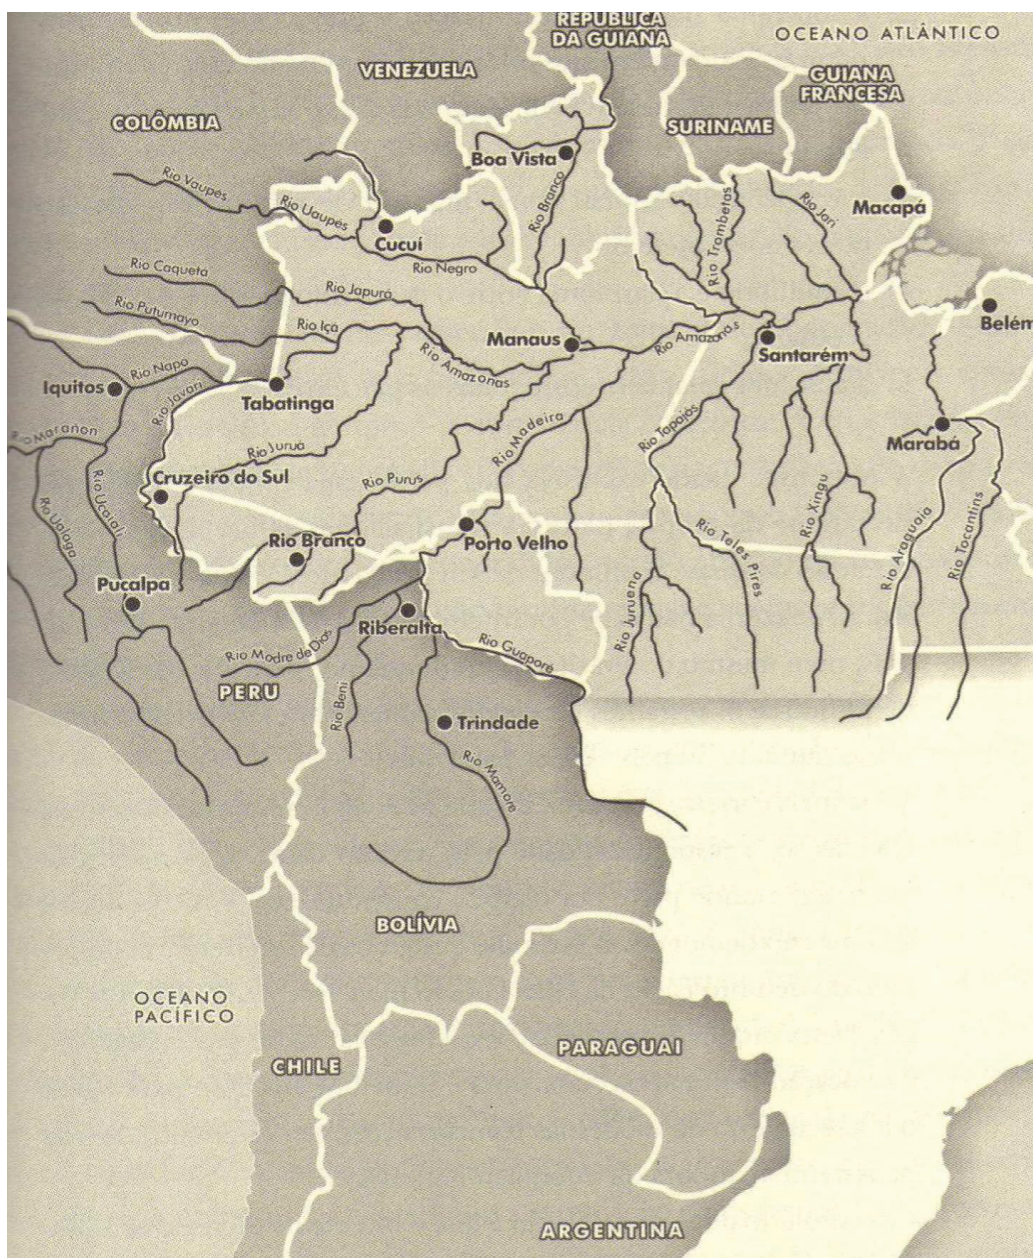 REPÚBLICA
DA GUIANA
OCEANO ATLÂNTICO
VENEZUELA
GUIANA
FRANCESA
COLÔMBIA
SURINAME
Boa Vista
Rio Vaupés
Rio Uaupés
Rio Branco
Rio Trombetas
Rio Jari
Macapá
Cucuí
Rio Negro
Rio Caqueta
Rio Japurá
Rio Putumayo
Rio Içá
Manaus
Rio Amazonas
Rio Amazonas
Santarém
Belém
Iquitos
Rio Napo
Rio Javari
Tabatinga
Rio Marañon
Rio Juruá
Rio Madeira
Rio Tapajós
Marabá
Cruzeiro do Sul
Rio Purus
Rio Ucaiali
Rio Ualaga
Rio Xingu
Rio Araguaia
Rio Tocantins
Rio Branco
Porto Velho
Rio Teles Pires
Pucalpa
Riberalta
Rio Juruena
Rio Madre de Dias
Rio Guaporé
PERU
Rio Beni
Trindade
Rio Mamore
BOLÍVIA
OCEANO
PACÍFICO
CHILE
PARAGUAI
ARGENTINA